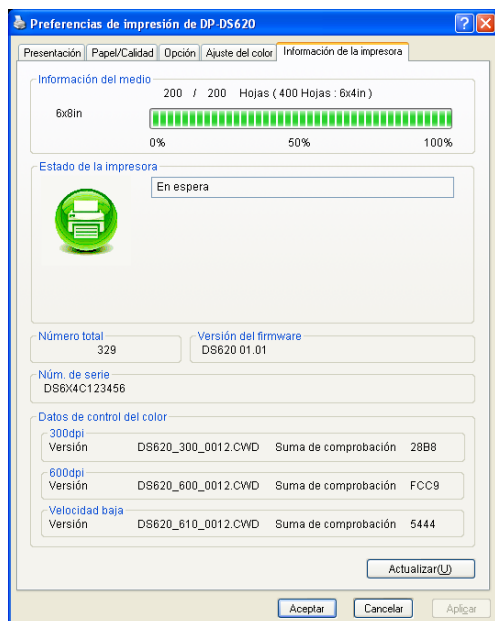 Preferencias de impresión de DP-DS620
Presentación Papel/Calidad Opción Ajuste del color Información de la impresora
Información del medio
200 / 200 Hojas ( 400 Hojas : 6x4in )
6x8in
0% 50% 100%
Estado de la impresora
En espera
Número total
329
Versión del firmware
DS620 01.01
Núm. de serie
DS6X4C123456
Datos de control del color
300dpi
Versión DS620_300_0012.CWD Suma de comprobación 28B8
600dpi
Versión DS620_600_0012.CWD Suma de comprobación FCC9
Velocidad baja
Versión DS620_610_0012.CWD Suma de comprobación 5444
Actualizar(U)
Aceptar Cancelar Aplicar